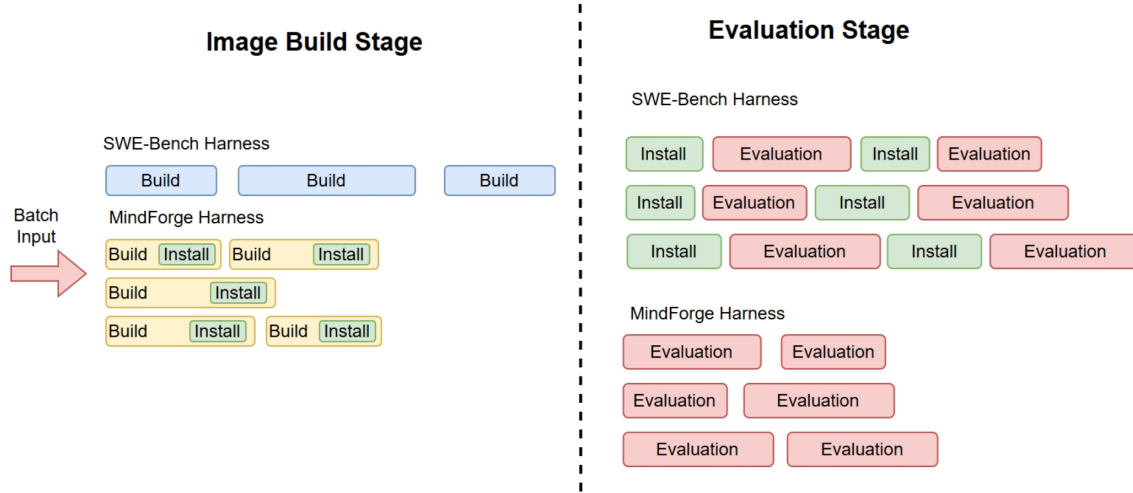 Image Build Stage
SWE-Bench Harness
Build Build Build
Batch
Input
MindForge Harness
Build Install Build Install
Build Install
Build Install Build Install
Evaluation Stage
SWE-Bench Harness
Install Evaluation Install Evaluation
Install Evaluation Install Evaluation
Install Evaluation Install Evaluation
MindForge Harness
Evaluation Evaluation
Evaluation Evaluation
Evaluation Evaluation